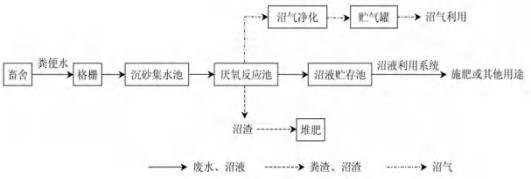 沼气净化 贮气罐 沼气利用
粪便水 沼液利用系统
畜舍 格栅 沉砂集水池 厌氧反应池 沼液贮存池 施肥或其他用途
沼渣 堆肥
废水、沼液 粪渣、沼渣 沼气